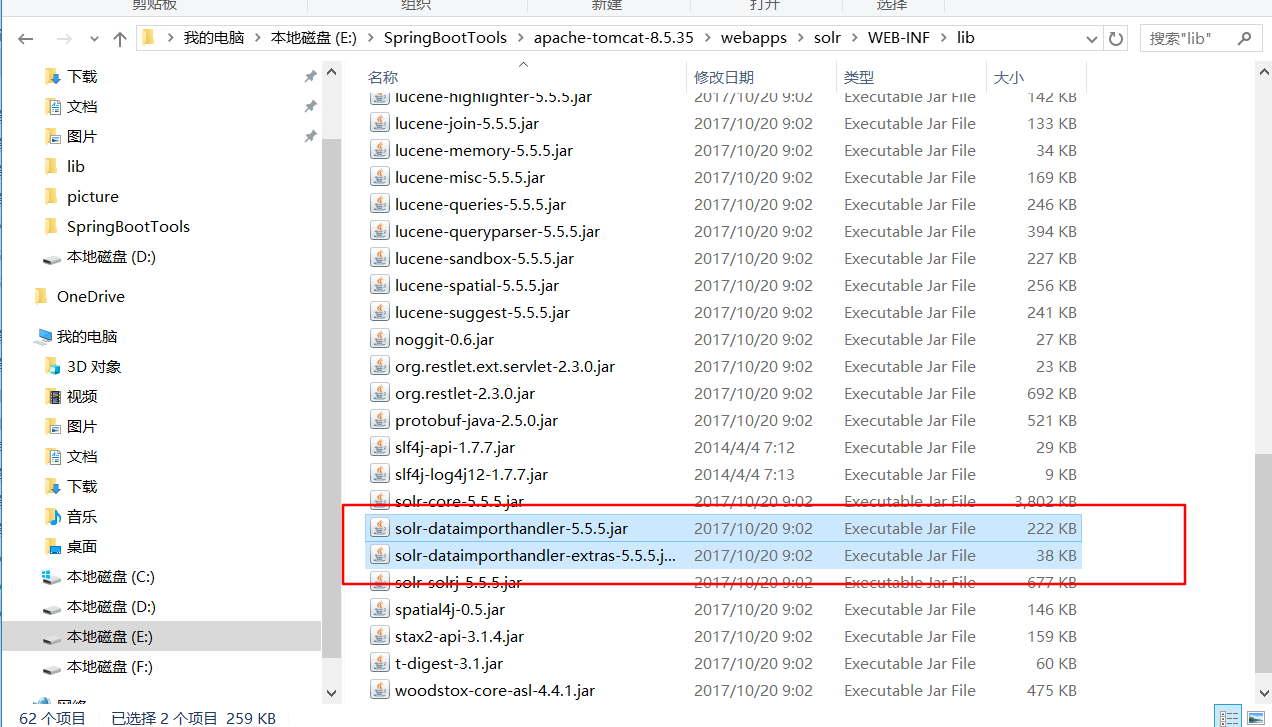 剪贴板 组织 新建 打开 选择
我的电脑 本地磁盘 (E:) SpringBootTools apache-tomcat-8.5.35 webapps solr WEB-INF lib 搜索"lib"
下载
文档
图片
lib
picture
SpringBootTools
本地磁盘 (D:)
OneDrive
我的电脑
3D 对象
视频
图片
文档
下载
音乐
桌面
本地磁盘 (C:)
本地磁盘 (D:)
本地磁盘 (E:)
本地磁盘 (F:)
网络
名称 修改日期 类型 大小
lucene-highlighter-5.5.5.jar 2017/10/20 9:02 Executable Jar File 142 KB
lucene-join-5.5.5.jar 2017/10/20 9:02 Executable Jar File 133 KB
lucene-memory-5.5.5.jar 2017/10/20 9:02 Executable Jar File 34 KB
lucene-misc-5.5.5.jar 2017/10/20 9:02 Executable Jar File 169 KB
lucene-queries-5.5.5.jar 2017/10/20 9:02 Executable Jar File 246 KB
lucene-queryparser-5.5.5.jar 2017/10/20 9:02 Executable Jar File 394 KB
lucene-sandbox-5.5.5.jar 2017/10/20 9:02 Executable Jar File 227 KB
lucene-spatial-5.5.5.jar 2017/10/20 9:02 Executable Jar File 256 KB
lucene-suggest-5.5.5.jar 2017/10/20 9:02 Executable Jar File 241 KB
noggit-0.6.jar 2017/10/20 9:02 Executable Jar File 27 KB
org.restlet.ext.servlet-2.3.0.jar 2017/10/20 9:02 Executable Jar File 23 KB
org.restlet-2.3.0.jar 2017/10/20 9:02 Executable Jar File 692 KB
protobuf-java-2.5.0.jar 2017/10/20 9:02 Executable Jar File 521 KB
slf4j-api-1.7.7.jar 2014/4/4 7:12 Executable Jar File 29 KB
slf4j-log4j12-1.7.7.jar 2014/4/4 7:13 Executable Jar File 9 KB
solr-core-5.5.5.jar 2017/10/20 9:02 Executable Jar File 3,802 KB
solr-dataimporthandler-5.5.5.jar 2017/10/20 9:02 Executable Jar File 222 KB
solr-dataimporthandler-extras-5.5.5.j... 2017/10/20 9:02 Executable Jar File 38 KB
solr-solrj-5.5.5.jar 2017/10/20 9:02 Executable Jar File 677 KB
spatial4j-0.5.jar 2017/10/20 9:02 Executable Jar File 146 KB
stax2-api-3.1.4.jar 2017/10/20 9:02 Executable Jar File 159 KB
t-digest-3.1.jar 2017/10/20 9:02 Executable Jar File 60 KB
woodstox-core-asl-4.4.1.jar 2017/10/20 9:02 Executable Jar File 475 KB
62 个项目 已选择 2 个项目 259 KB